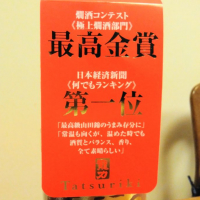 燗酒コンテスト
《極上燗酒部門》
最高金賞
日本経済新聞
《何でもランキング》
第一位
「最高級山田錦のうまみ存分に」
「常温も向くが、温めた時でも
酒質とバランス、香り、
全て素晴らしい」
龍力
Tatsuriki